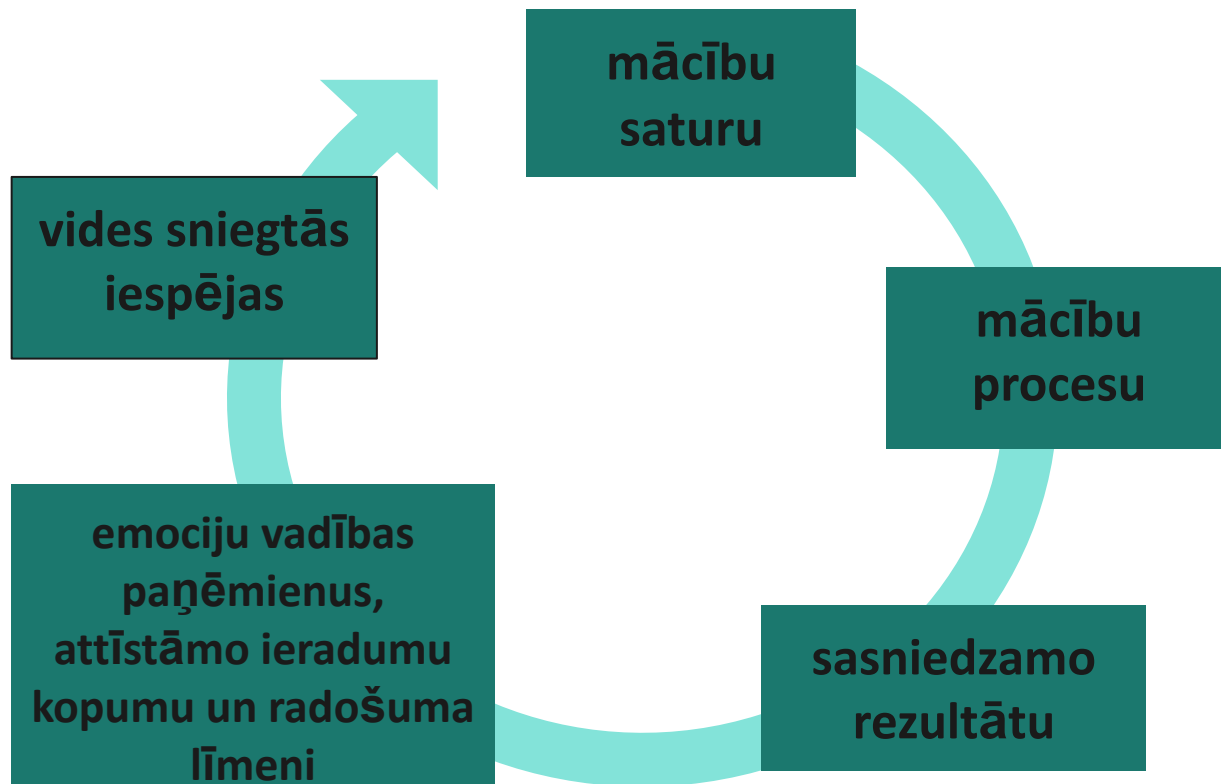 mācību
saturu
mācību
procesu
sasniedzamo
rezultātu
emociju vadības
paņēmienus,
attīstāmo ieradumu
kopumu un radošuma
līmeni
vides sniegtās
iespējas